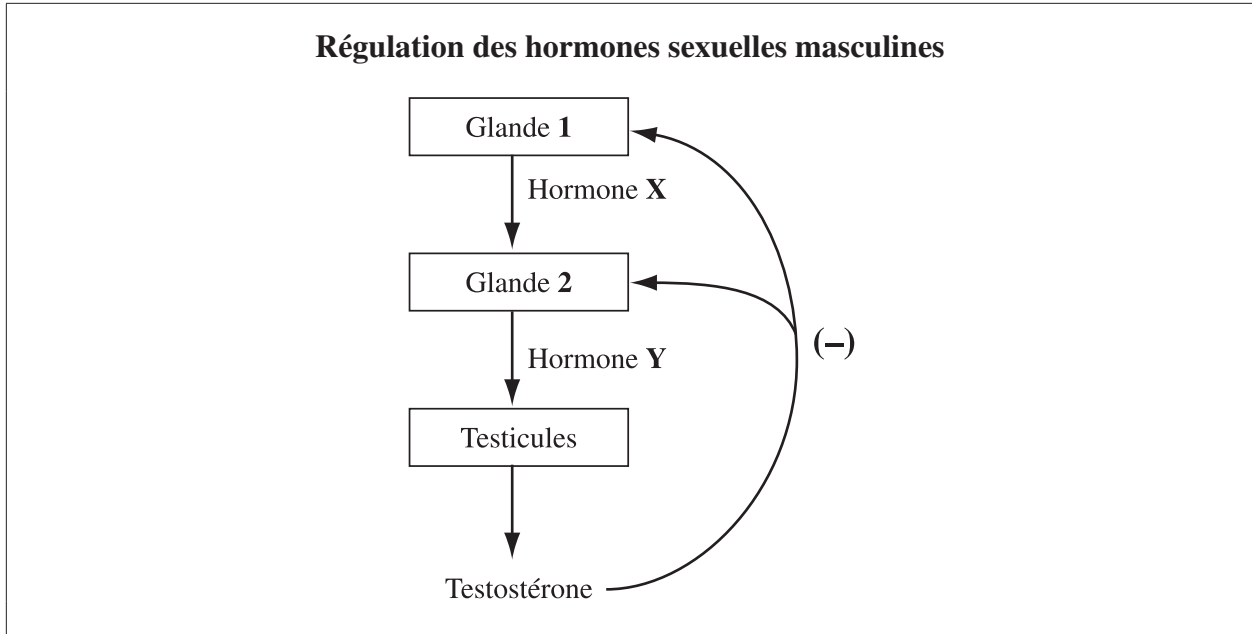 Régulation des hormones sexuelles masculines
Glande 1
Hormone X
Glande 2
(–)
Hormone Y
Testicules
Testostérone